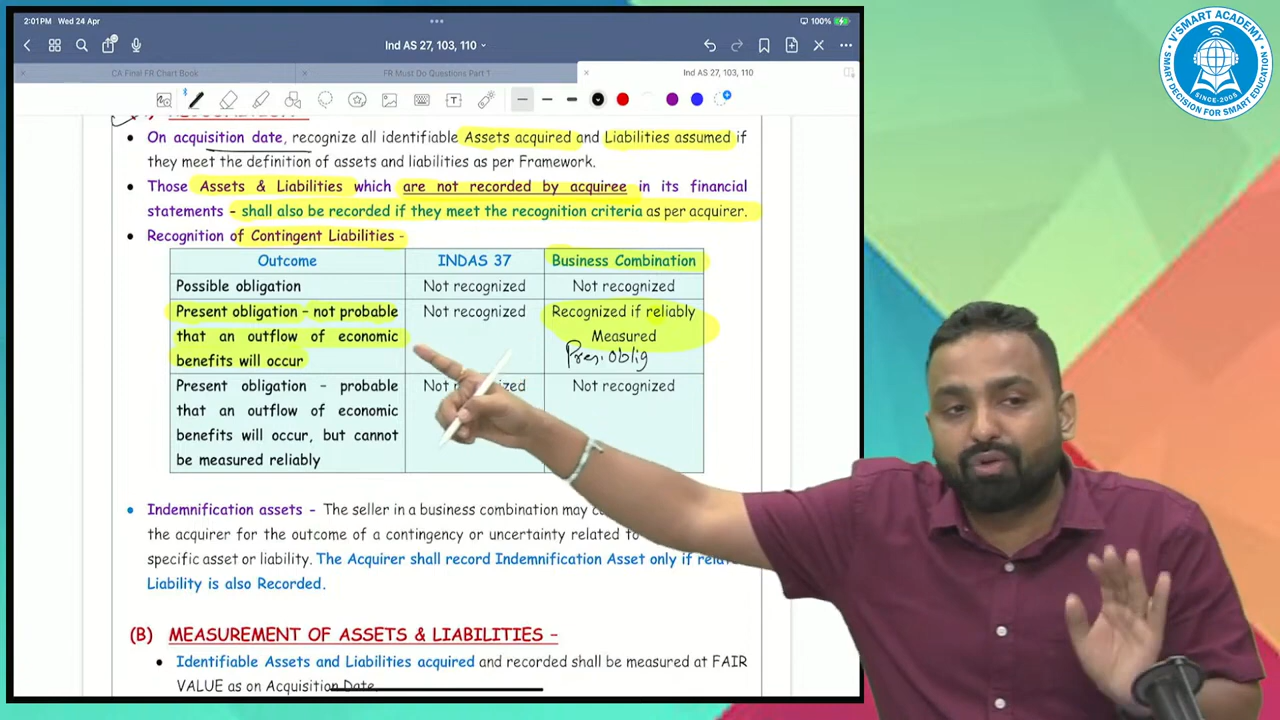 2:01PM Wed 24 Apr
100%
Ind AS 27, 103, 110
CA Final FR Chart Book
FR Must Do Questions Part 1
Ind AS 27, 103, 110
• On acquisition date, recognize all identifiable Assets acquired and Liabilities assumed if
they meet the definition of assets and liabilities as per Framework.
• Those Assets & Liabilities which are not recorded by acquiree in its financial
statements - shall also be recorded if they meet the recognition criteria as per acquirer.
• Recognition of Contingent Liabilities -
Outcome INDAS 37 Business Combination
Possible obligation Not recognized Not recognized
Present obligation – not probable Not recognized Recognized if reliably
that an outflow of economic Measured
benefits will occur Pres. Oblig
Present obligation – probable Not recognized Not recognized
that an outflow of economic
benefits will occur, but cannot
be measured reliably
• Indemnification assets – The seller in a business combination may
the acquirer for the outcome of a contingency or uncertainty related to
specific asset or liability. The Acquirer shall record Indemnification Asset only if
Liability is also Recorded.
(B) MEASUREMENT OF ASSETS & LIABILITIES -
• Identifiable Assets and Liabilities acquired and recorded shall be measured at FAIR
VALUE as on Acquisition Date.
V'SMART ACADEMY
SMART DECISION FOR SMART EDUCATION
SINCE-2008